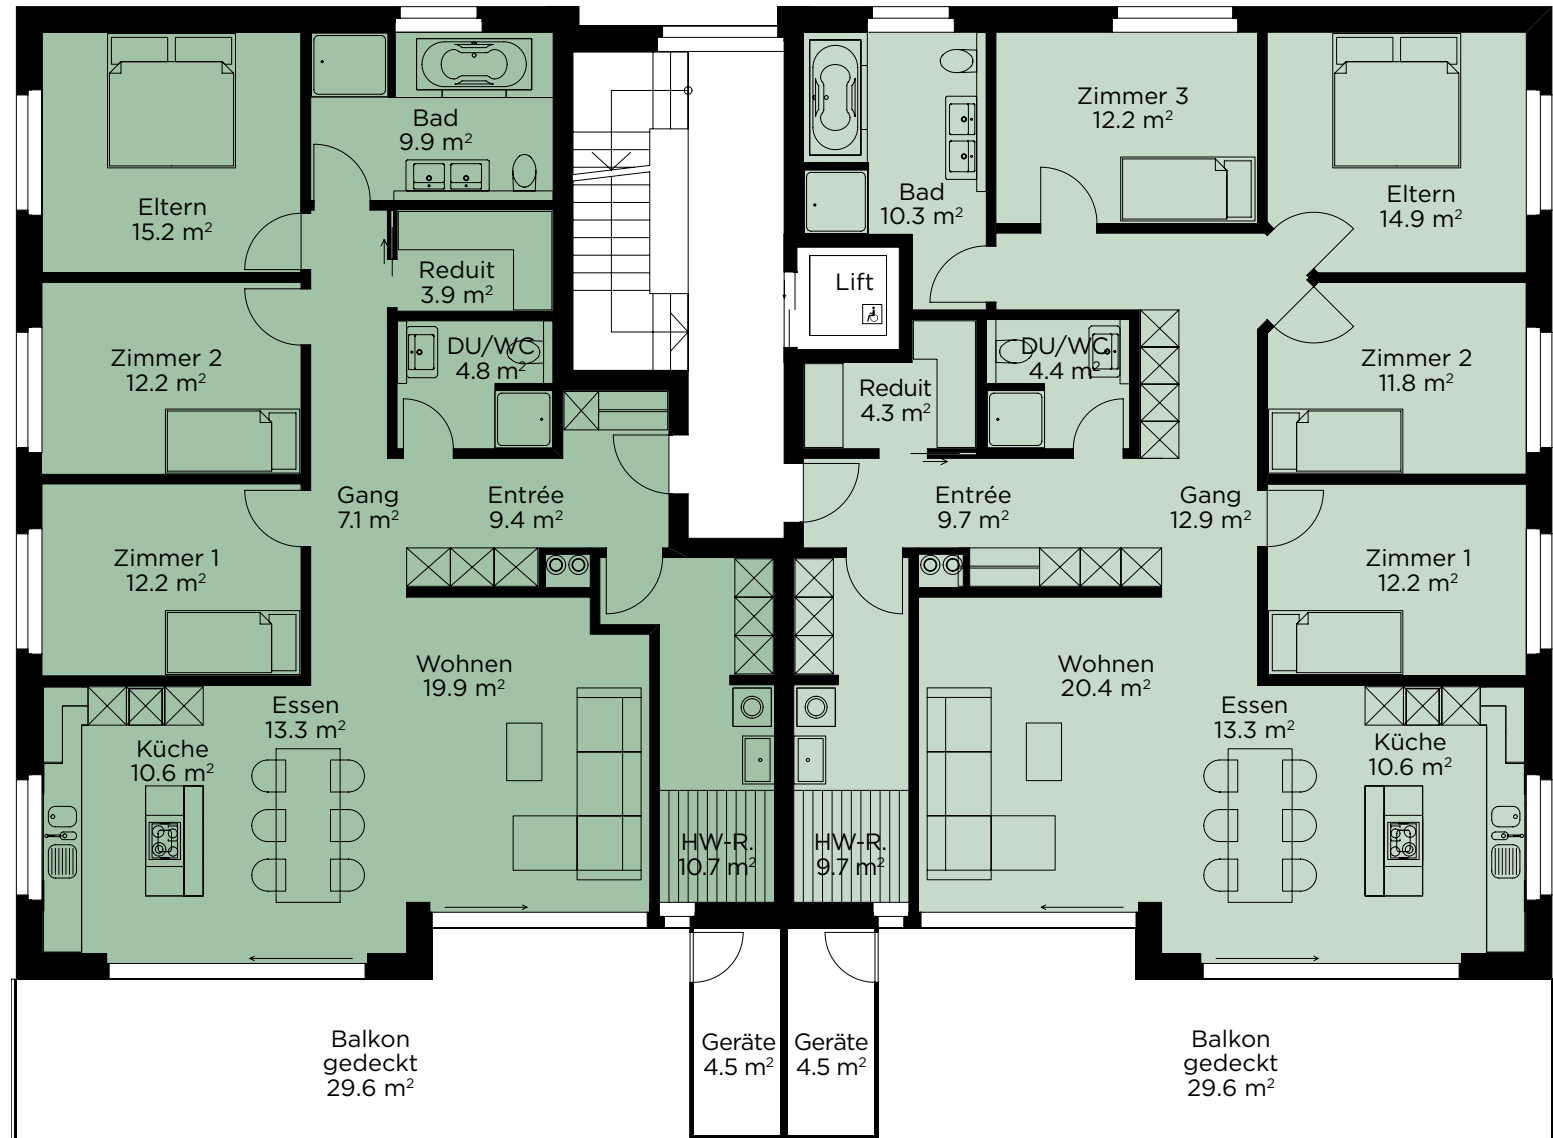 Bad
9.9 m²
Eltern
15.2 m²
Reduit
3.9 m²
Zimmer 2
12.2 m²
DU/WC
4.8 m²
Gang
7.1 m²
Entrée
9.4 m²
Zimmer 1
12.2 m²
Wohnen
19.9 m²
Essen
13.3 m²
Küche
10.6 m²
HW-R.
10.7 m²
Balkon
gedeckt
29.6 m²
Geräte
4.5 m²
Zimmer 3
12.2 m²
Bad
10.3 m²
Eltern
14.9 m²
Lift
Zimmer 2
11.8 m²
DU/WC
4.4 m²
Reduit
4.3 m²
Entrée
9.7 m²
Gang
12.9 m²
Zimmer 1
12.2 m²
Wohnen
20.4 m²
Essen
13.3 m²
Küche
10.6 m²
HW-R.
9.7 m²
Geräte
4.5 m²
Balkon
gedeckt
29.6 m²